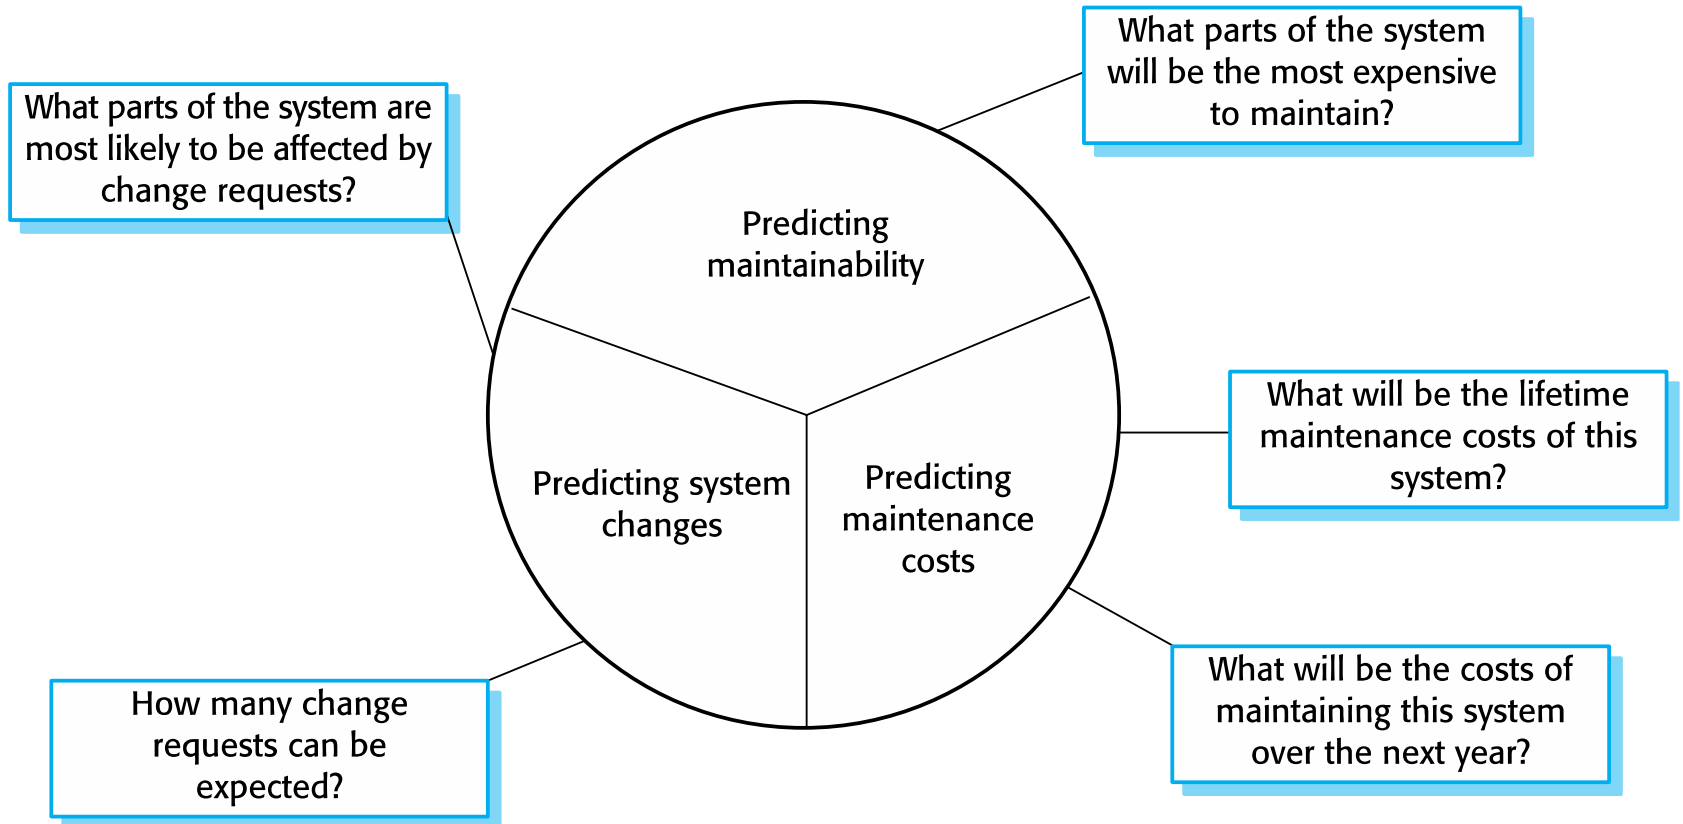 What parts of the system
will be the most expensive
to maintain?
What parts of the system are
most likely to be affected by
change requests?
Predicting
maintainability
What will be the lifetime
maintenance costs of this
system?
Predicting system
changes
Predicting
maintenance
costs
What will be the costs of
maintaining this system
over the next year?
How many change
requests can be
expected?